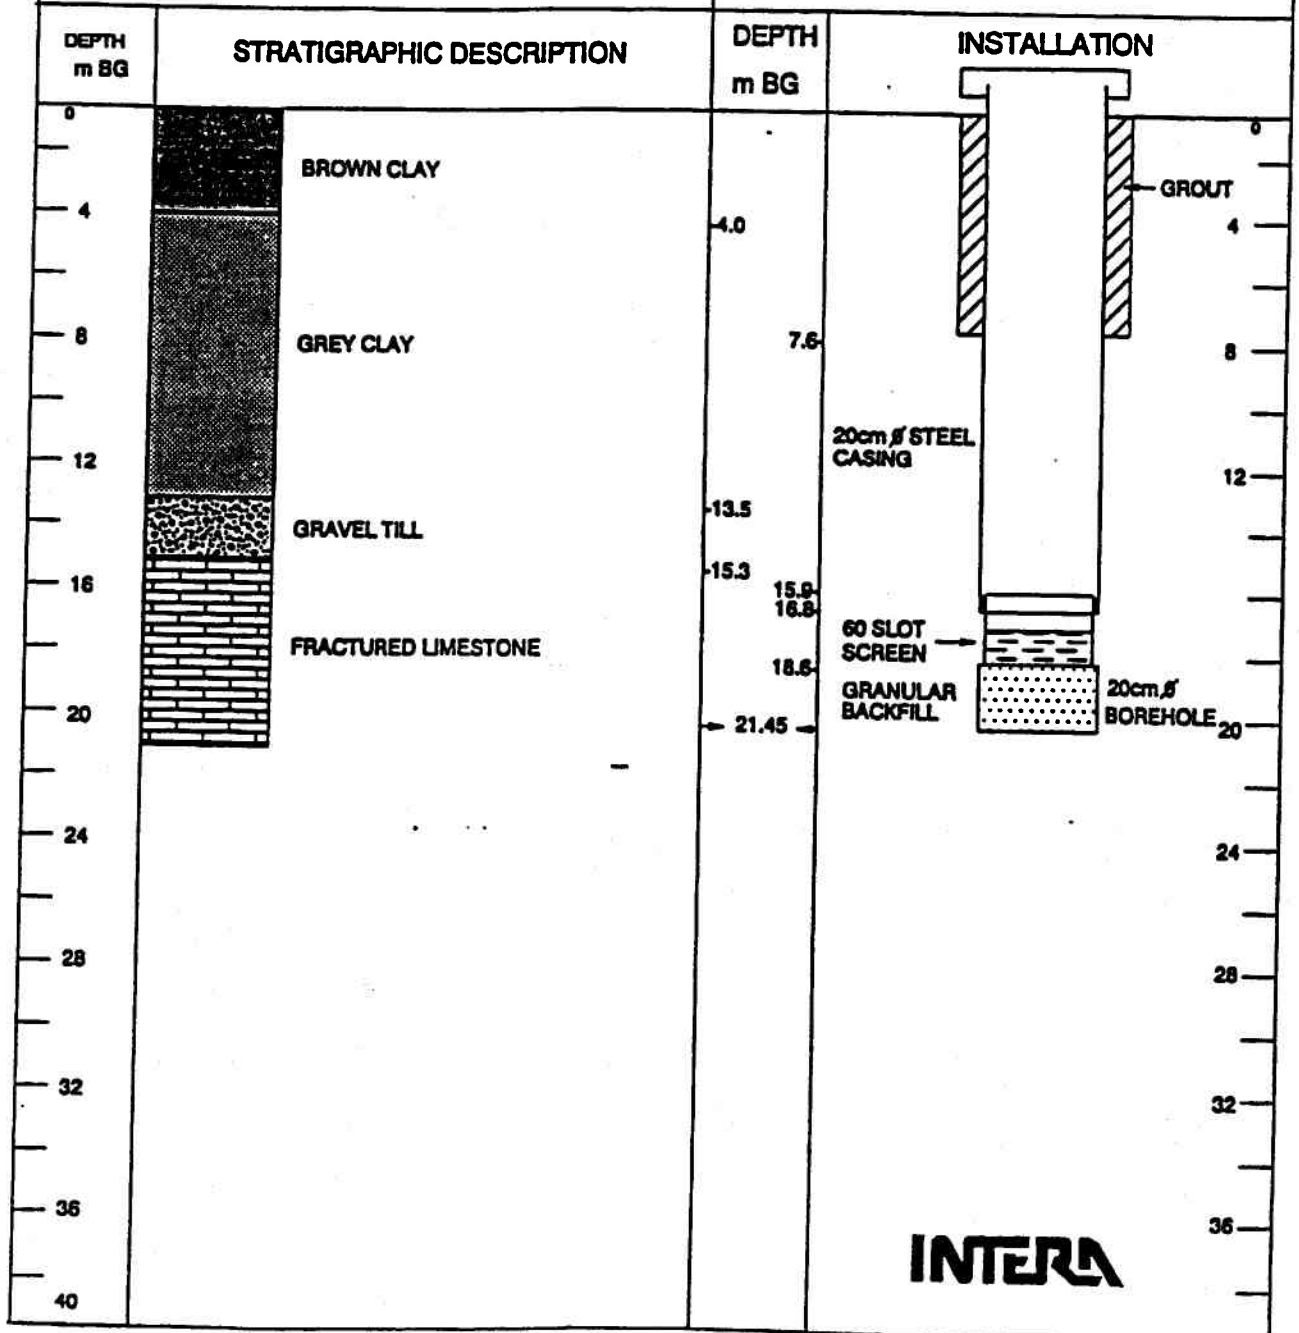 DEPTH
m BG
STRATIGRAPHIC DESCRIPTION
DEPTH
m BG
INSTALLATION
0
4
8
12
16
20
24
28
32
36
40
BROWN CLAY
GREY CLAY
GRAVEL TILL
FRACTURED LIMESTONE
4.0
7.6
13.5
15.3
15.9
16.8
18.6
21.45
GROUT
20cm Ø STEEL
CASING
60 SLOT
SCREEN
GRANULAR
BACKFILL
20cm Ø
BOREHOLE
0
4
8
12
20
24
28
32
36
INTERA